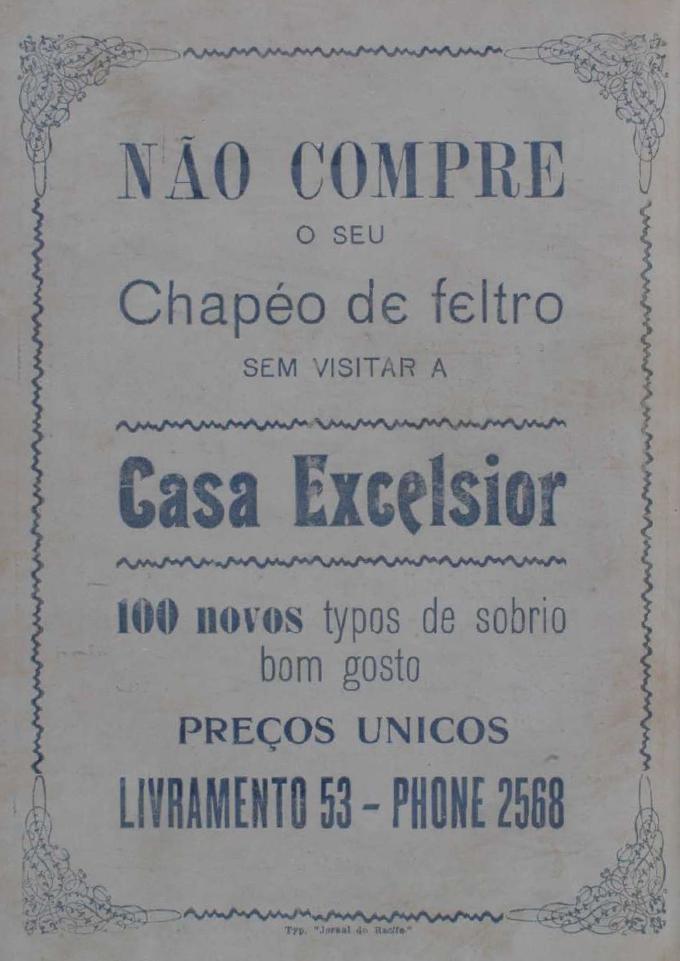 NÃO COMPRE
O SEU
Chapéo de feltro
SEM VISITAR A
Casa Excelsior
100 novos typos de sobrio
bom gosto
PREÇOS UNICOS
LIVRAMENTO 53 - PHONE 2568
Typ. "Jornal do Recife"